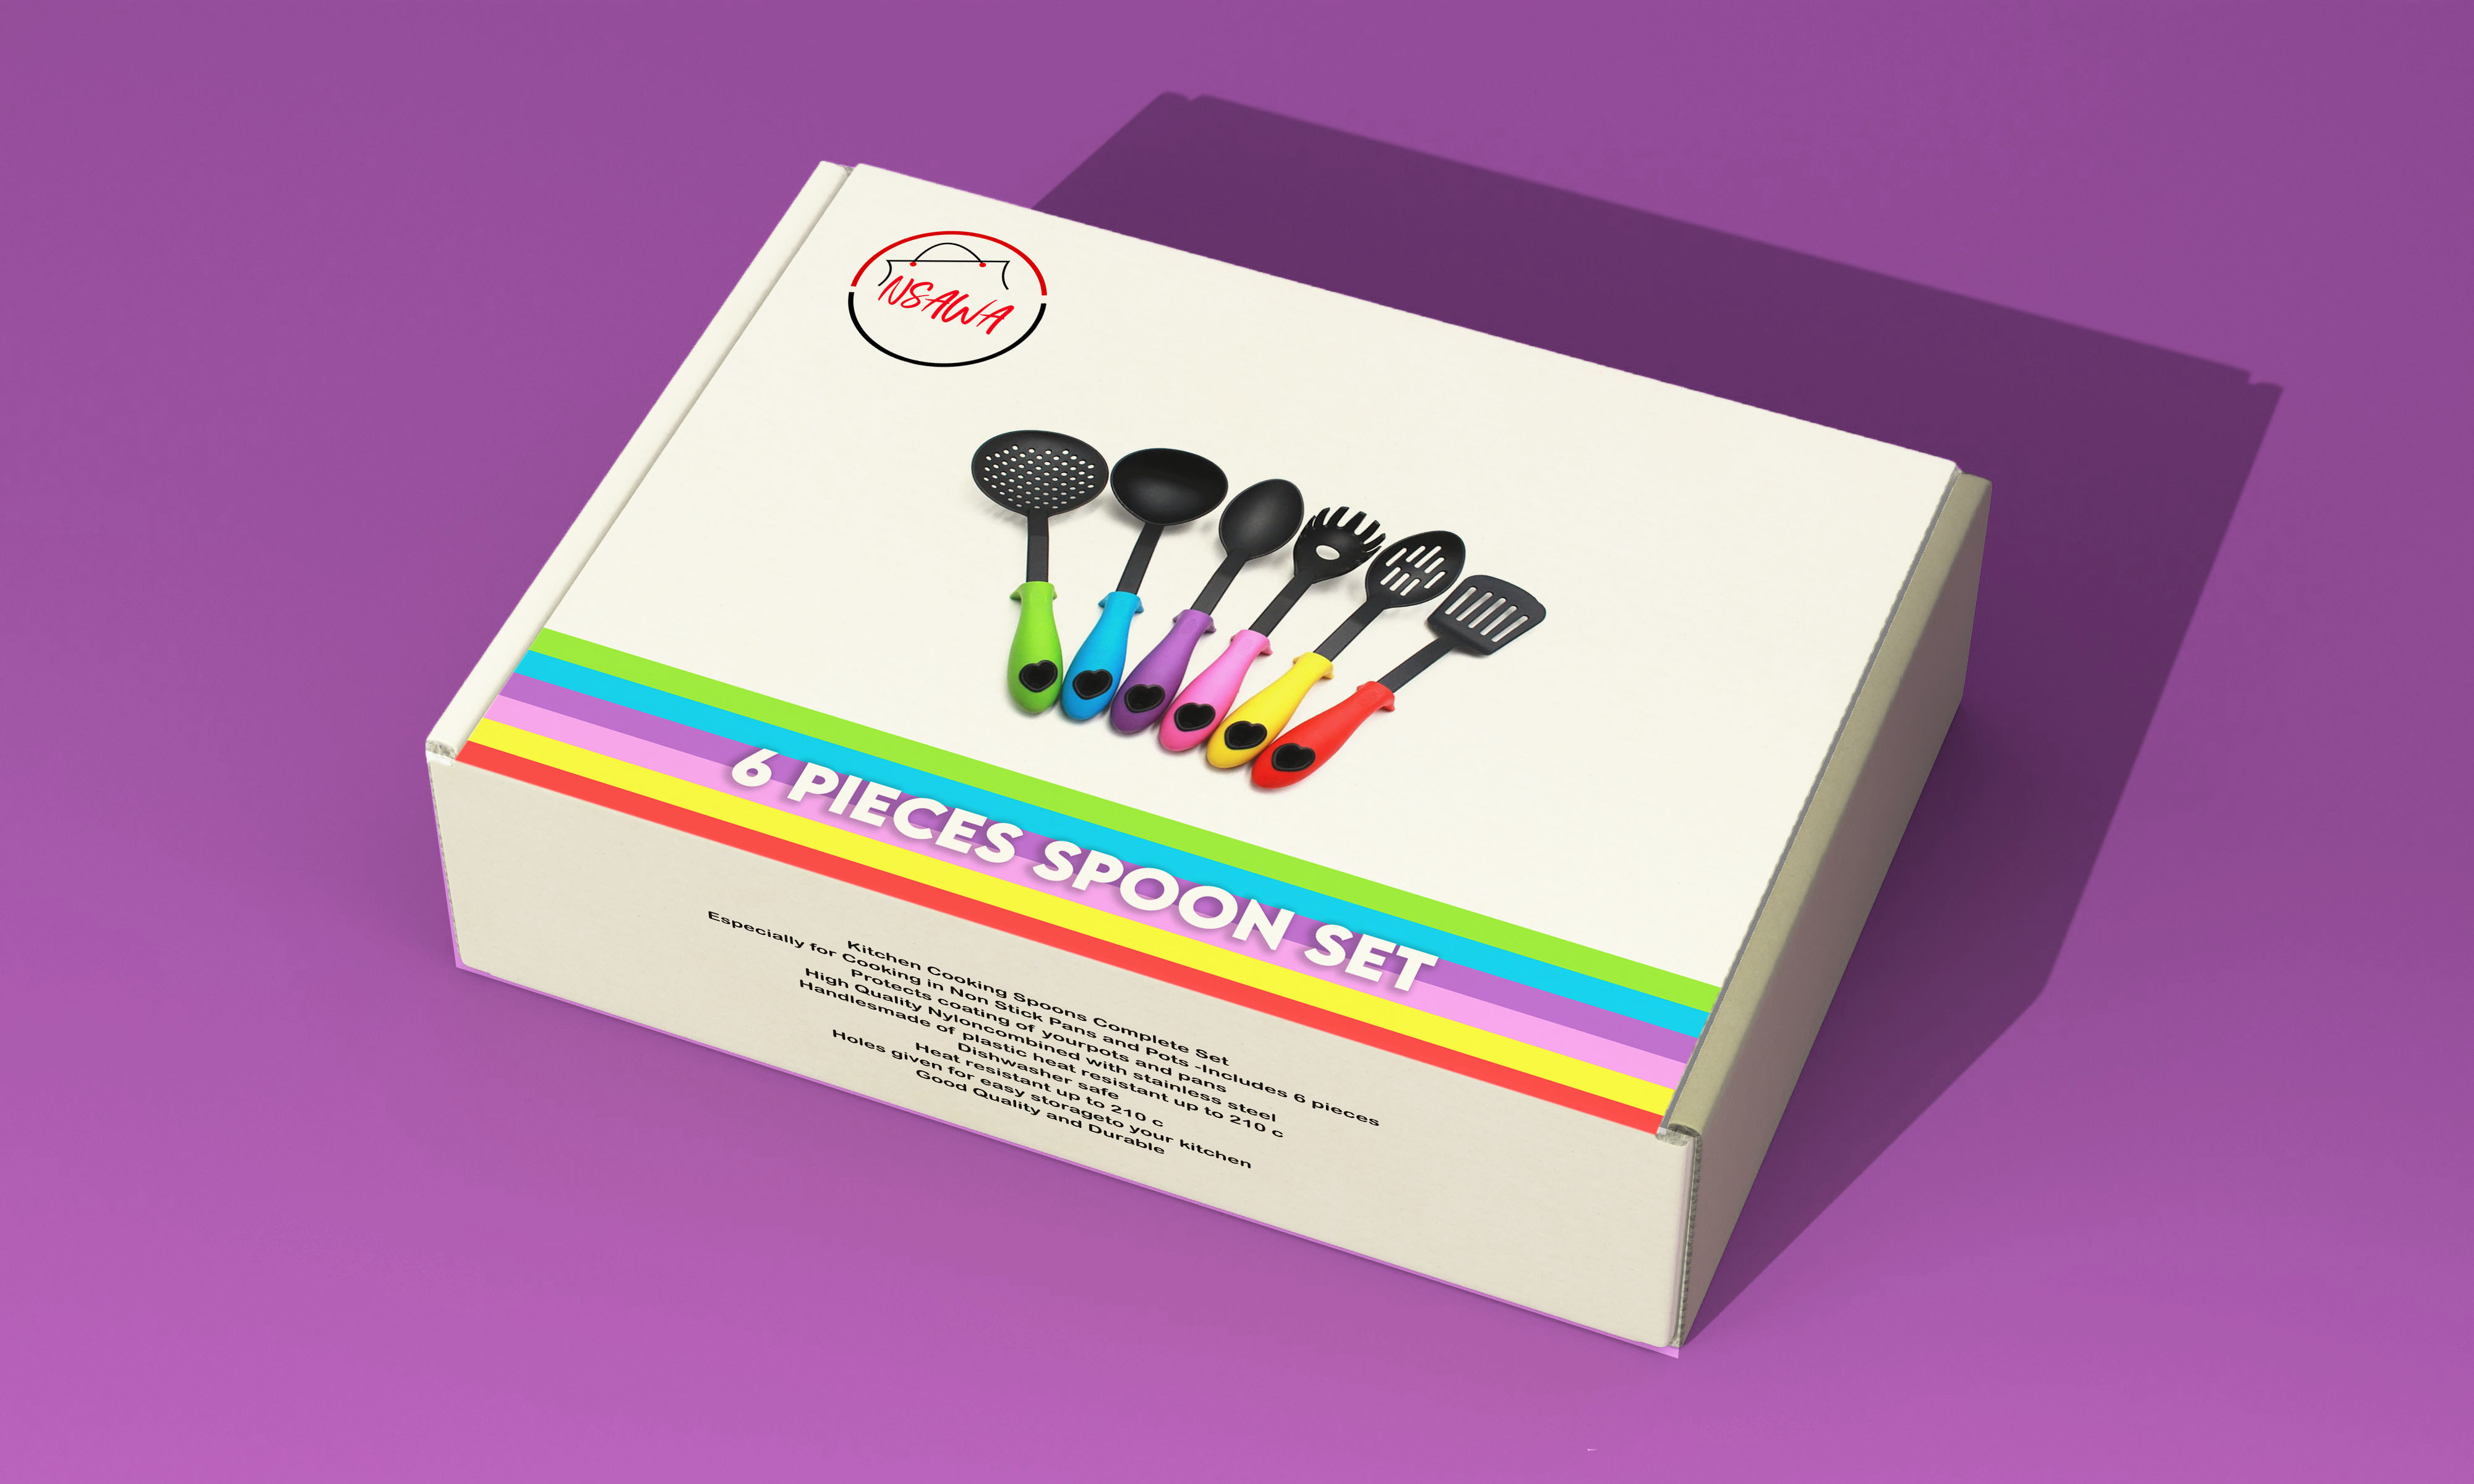 NSAWA
6 PIECES SPOON SET
Kitchen Cooking Spoons Complete Set
Especially for Cooking in Non Stick Pans and Pots -Includes 6 pieces
Protects coating of yourpots and pans
High Quality Nyloncombined with stainless steel
Handlesmade of plastic heat resistant up to 210 c
Dishwasher safe
Heat resistant up to 210 c
Holes given for easy storageto your kitchen
Good Quality and Durable